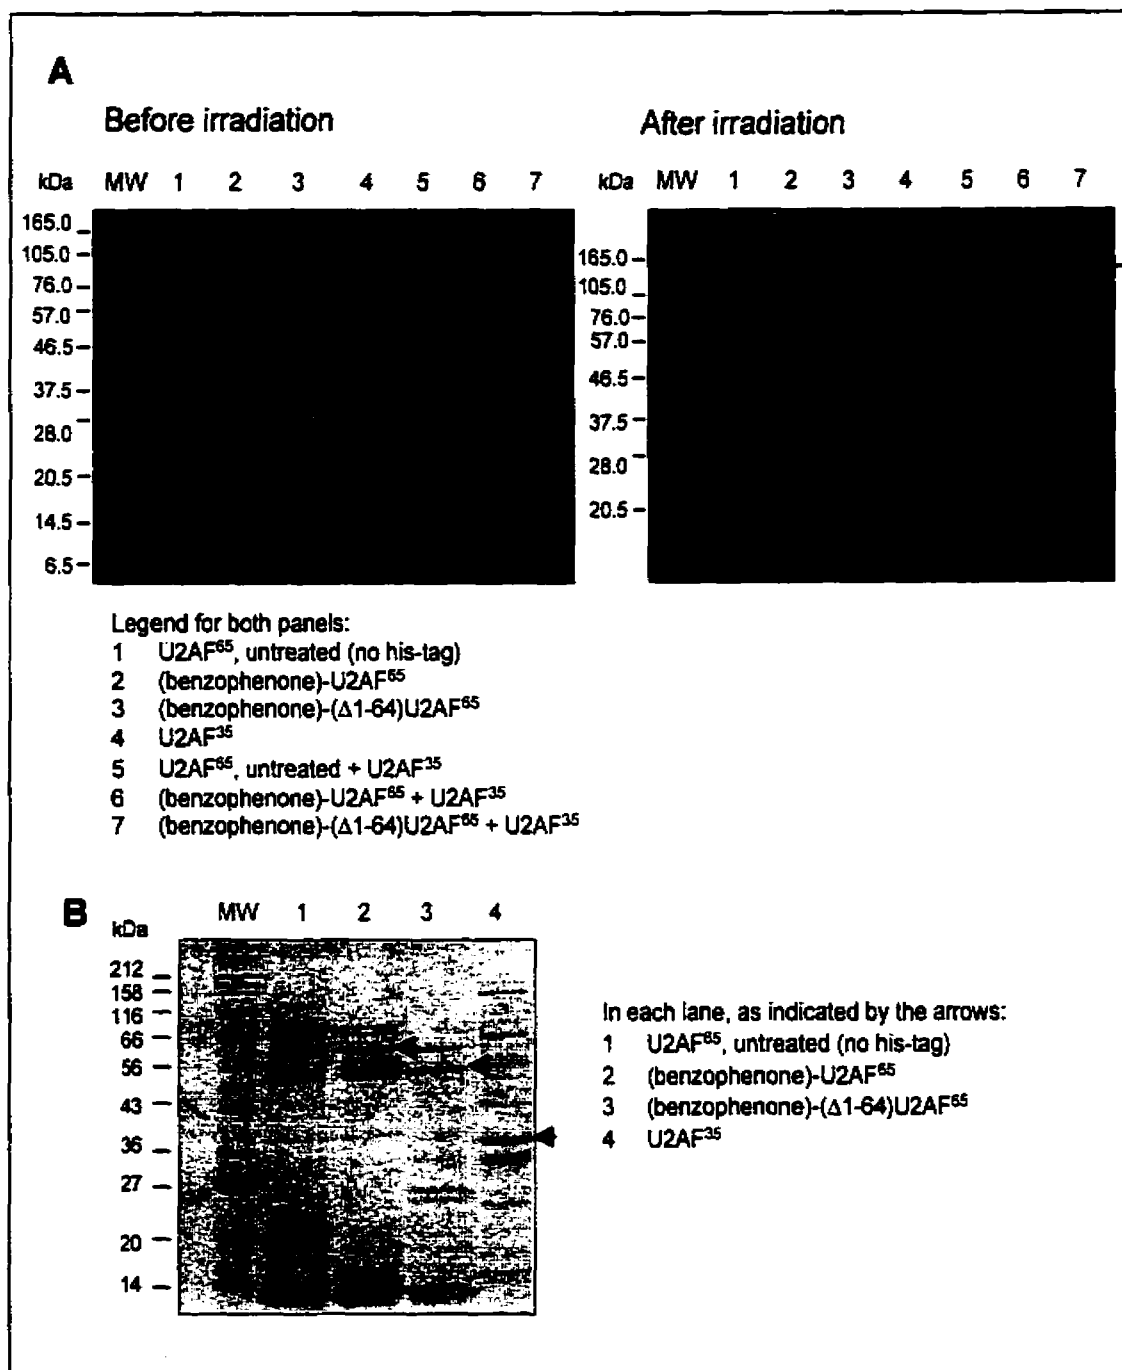 A
Before irradiation
After irradiation
kDa MW 1 2 3 4 5 6 7
kDa MW 1 2 3 4 5 6 7
165.0
105.0
76.0
57.0
46.5
37.5
28.0
20.5
14.5
6.5
165.0
105.0
76.0
57.0
46.5
37.5
28.0
20.5
Legend for both panels:
1 U2AF⁶⁵, untreated (no his-tag)
2 (benzophenone)-U2AF⁶⁵
3 (benzophenone)-(Δ1-64)U2AF⁶⁵
4 U2AF³⁵
5 U2AF⁶⁵, untreated + U2AF³⁵
6 (benzophenone)-U2AF⁶⁵ + U2AF³⁵
7 (benzophenone)-(Δ1-64)U2AF⁶⁵ + U2AF³⁵
B
kDa MW 1 2 3 4
212
158
116
66
56
43
36
27
20
14
In each lane, as indicated by the arrows:
1 U2AF⁶⁵, untreated (no his-tag)
2 (benzophenone)-U2AF⁶⁵
3 (benzophenone)-(Δ1-64)U2AF⁶⁵
4 U2AF³⁵